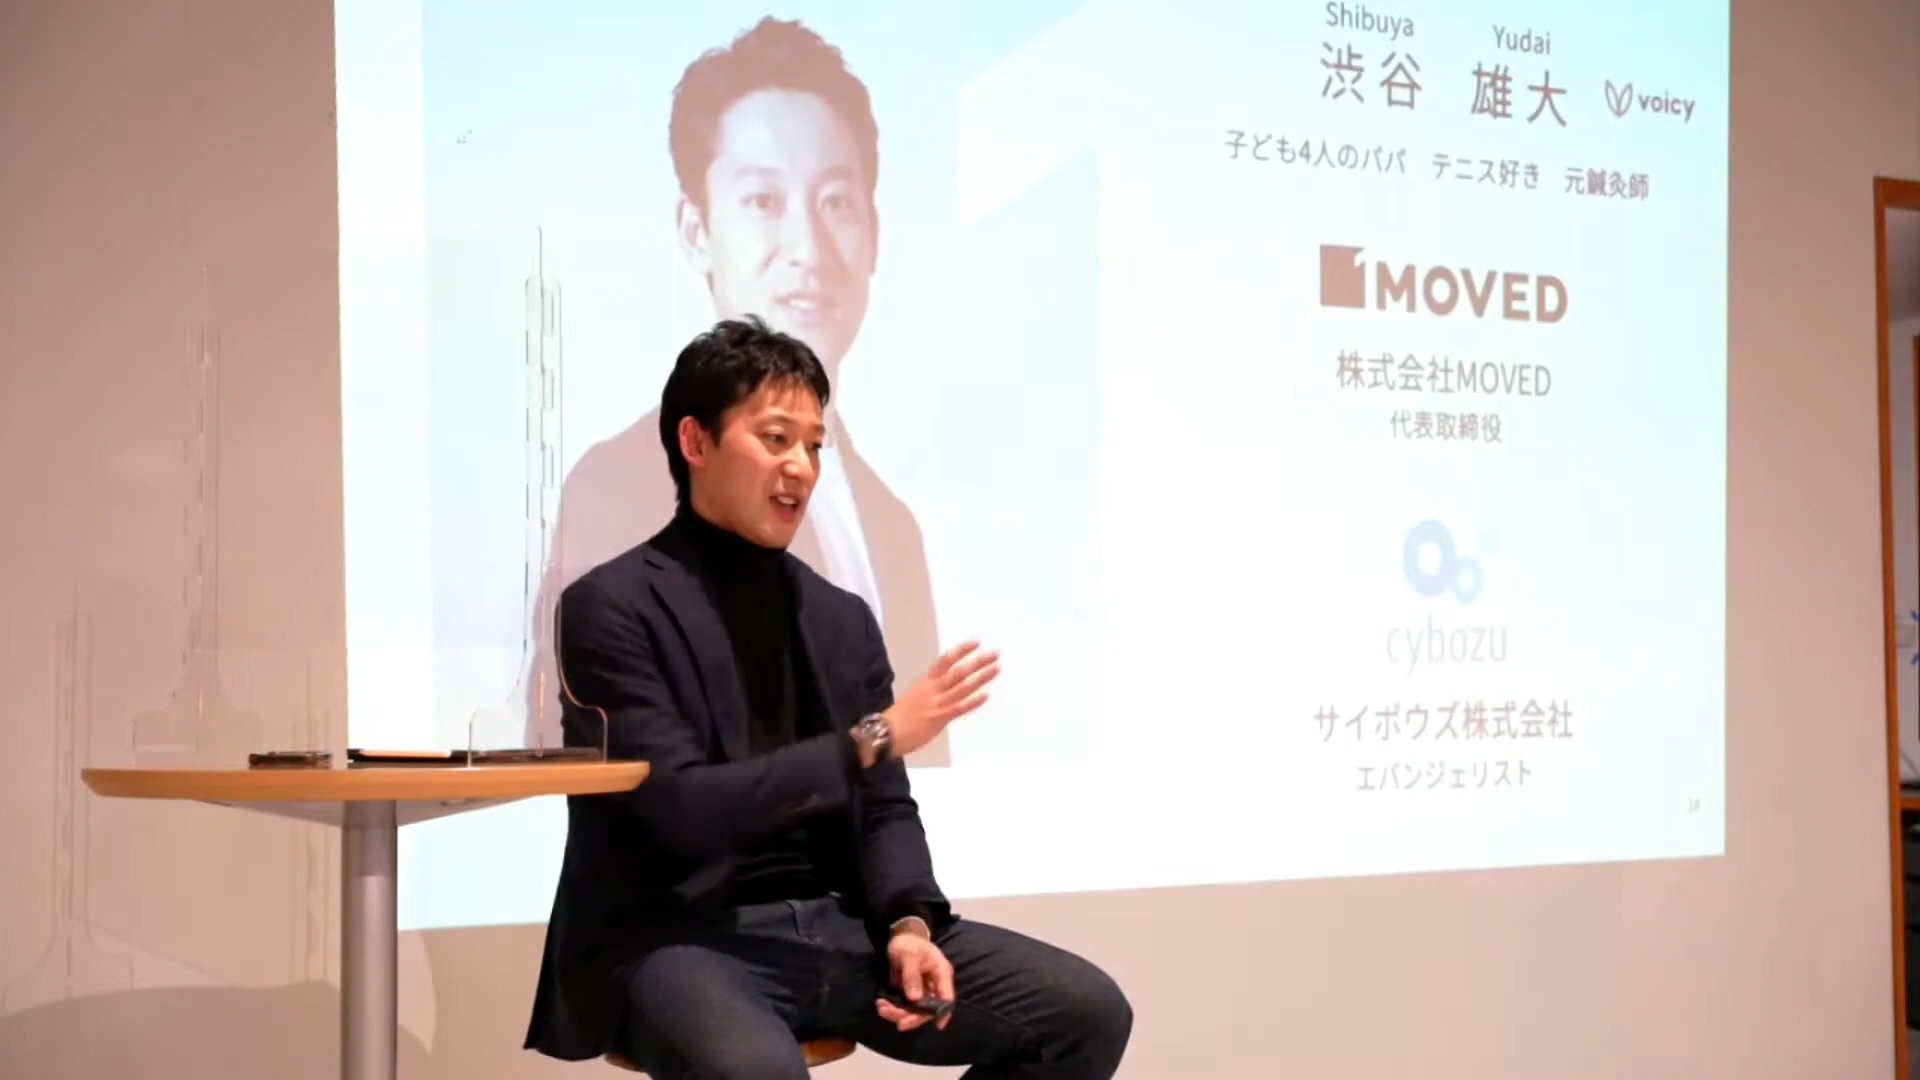 Shibuya Yudai
渋谷 雄大 voicy
子ども4人のパパ テニス好き 元鍼灸師
1 MOVED
株式会社MOVED
代表取締役
cybozu
サイボウズ株式会社
エバンジェリスト